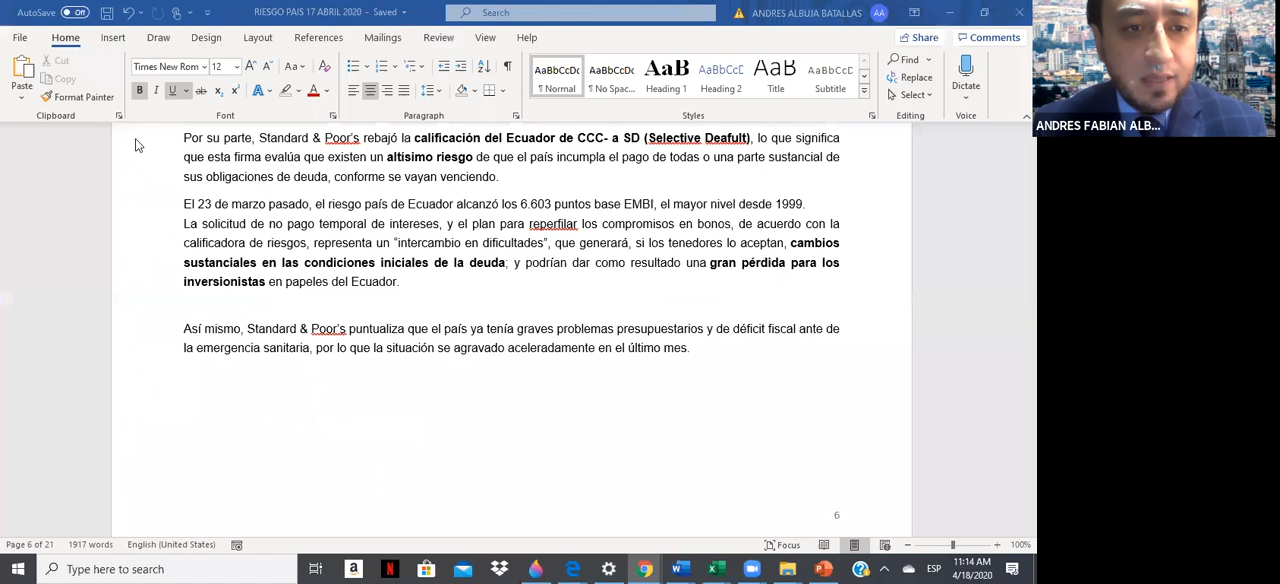 AutoSave Off RIESGO PAIS 17 ABRIL 2020 - Saved Search ANDRES ALBUJA BATALLAS AA
File Home Insert Draw Design Layout References Mailings Review View Help Share Comments
Cut
Copy
Paste
Format Painter
Clipboard
Times New Rom 12
Font
Paragraph
AaBbCcDc AaBbCcDc AaB AaBbCcD AaB AaBbCcD
¶ Normal ¶ No Spac... Heading 1 Heading 2 Title Subtitle
Styles
Find
Replace
Select
Editing
Dictate
Voice
ANDRES FABIAN ALB...
Por su parte, Standard & Poor's rebajó la calificación del Ecuador de CCC- a SD (Selective Deafult), lo que significa
que esta firma evalúa que existen un altísimo riesgo de que el país incumpla el pago de todas o una parte sustancial de
sus obligaciones de deuda, conforme se vayan venciendo.
El 23 de marzo pasado, el riesgo país de Ecuador alcanzó los 6.603 puntos base EMBI, el mayor nivel desde 1999.
La solicitud de no pago temporal de intereses, y el plan para reperfilar los compromisos en bonos, de acuerdo con la
calificadora de riesgos, representa un "intercambio en dificultades", que generará, si los tenedores lo aceptan, cambios
sustanciales en las condiciones iniciales de la deuda; y podrían dar como resultado una gran pérdida para los
inversionistas en papeles del Ecuador.
Así mismo, Standard & Poor's puntualiza que el país ya tenía graves problemas presupuestarios y de déficit fiscal ante de
la emergencia sanitaria, por lo que la situación se agravado aceleradamente en el último mes.
6
Page 6 of 21 1917 words English (United States) Focus 100%
Type here to search ESP 11:14 AM
4/18/2020